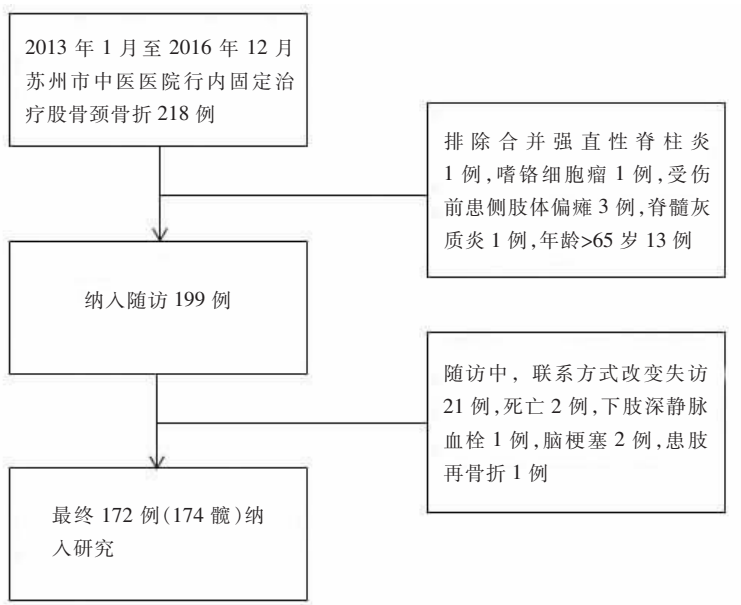 2013 年 1 月至 2016 年 12 月
苏州市中医医院行内固定治
疗股骨颈骨折 218 例
排除合并强直性脊柱炎
1 例,嗜铬细胞瘤 1 例,受伤
前患侧肢体偏瘫 3 例,脊髓灰
质炎 1 例,年龄>65 岁 13 例
纳入随访 199 例
随访中，联系方式改变失访
21 例,死亡 2 例,下肢深静脉
血栓 1 例,脑梗塞 2 例,患肢
再骨折 1 例
最终 172 例(174 髋)纳
入研究